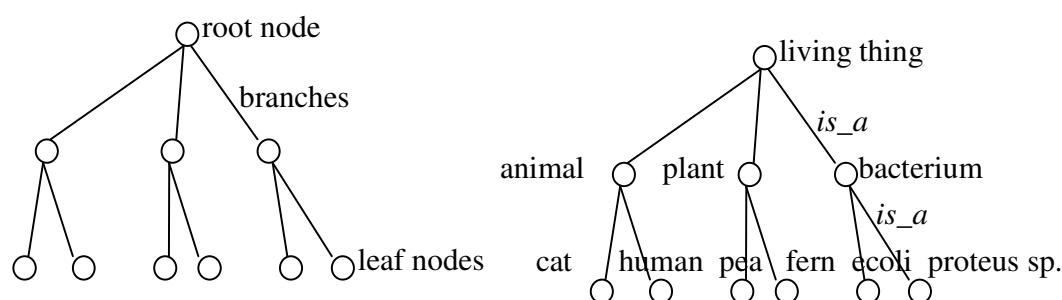 root node
living thing
branches
is_a
animal plant bacterium
is_a
leaf nodes
cat human pea fern ecoli proteus sp.